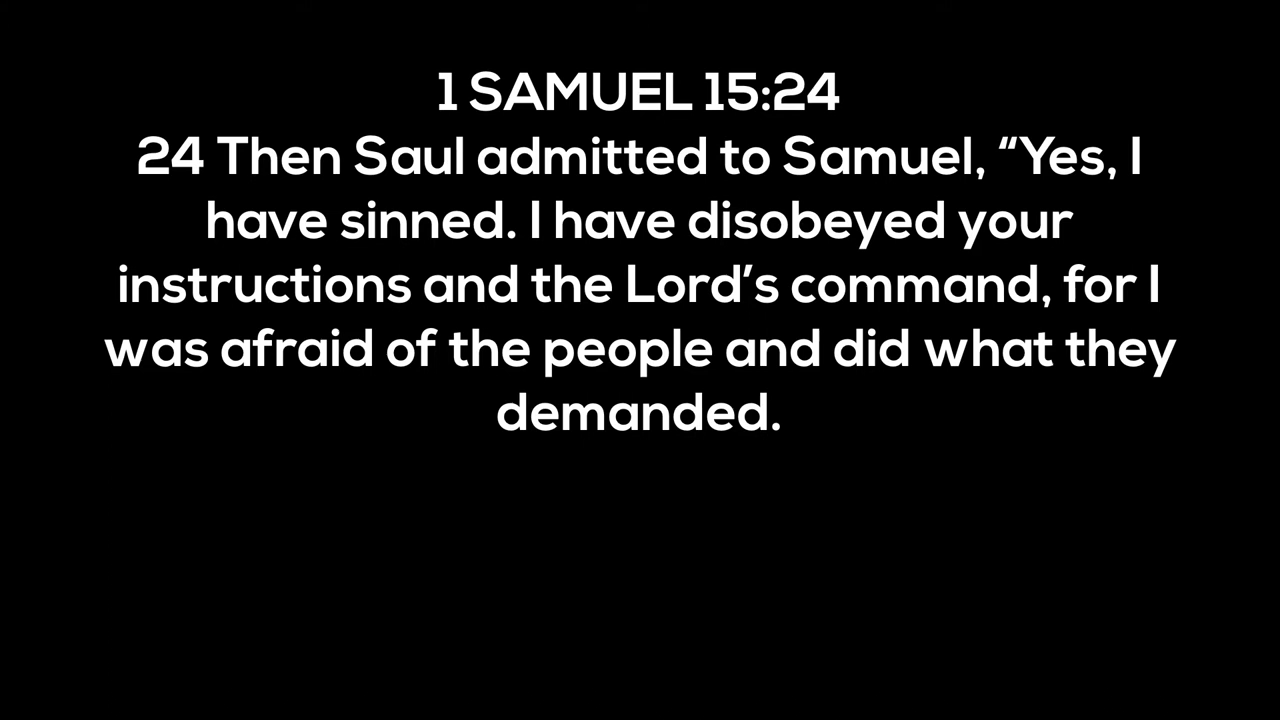 1 SAMUEL 15:24
24 Then Saul admitted to Samuel, “Yes, I
have sinned. I have disobeyed your
instructions and the Lord’s command, for I
was afraid of the people and did what they
demanded.